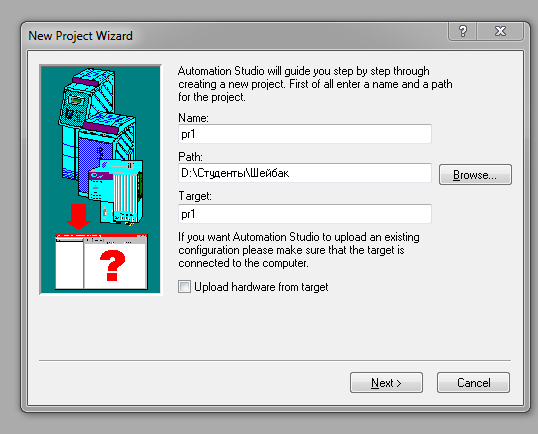 New Project Wizard
Automation Studio will guide you step by step through
creating a new project. First of all enter a name and a path
for the project.
Name:
pr1
Path:
D:\Студенты\Шейбак
Browse...
Target:
pr1
If you want Automation Studio to upload an existing
configuration please make sure that the target is
connected to the computer.
Upload hardware from target
Next >
Cancel